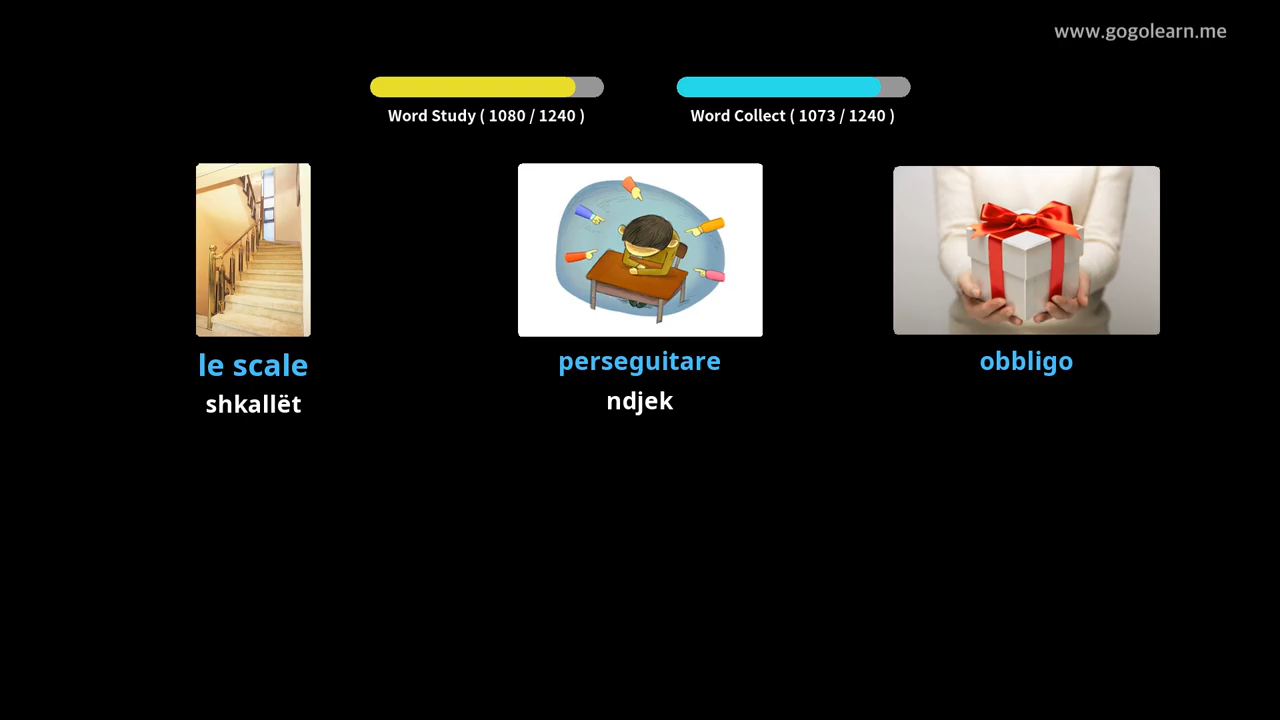 www.gogolearn.me
Word Study ( 1080 / 1240 )
Word Collect ( 1073 / 1240 )
le scale
shkallët
perseguitare
ndjek
obbligo